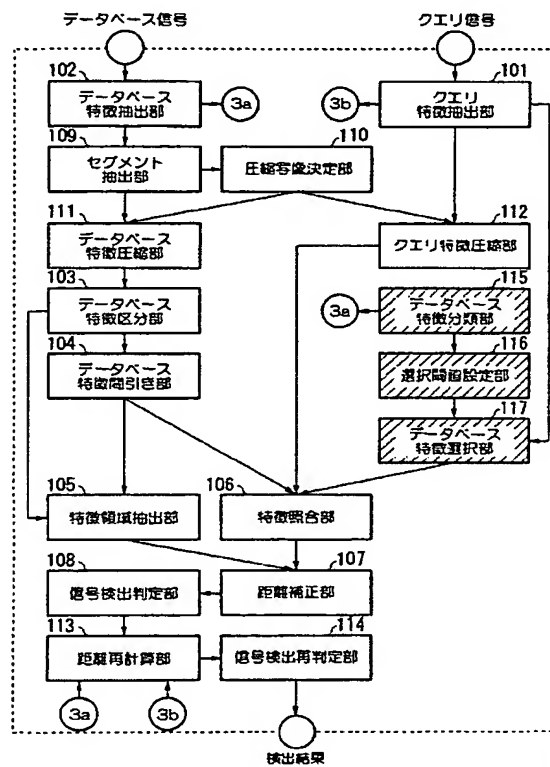 データベース信号
クエリ信号
102
データベース
特徴抽出部
3a
3b
101
クエリ
特徴抽出部
109
セグメント
抽出部
110
圧縮写像決定部
111
データベース
特徴圧縮部
112
クエリ特徴圧縮部
103
データベース
特徴区分部
3a
115
データベース
特徴分類部
104
データベース
特徴間引き部
116
選択閾値設定部
117
データベース
特徴選択部
105
特徴領域抽出部
106
特徴照合部
108
信号検出判定部
107
距離補正部
113
距離再計算部
114
信号検出再判定部
3a
3b
検出結果